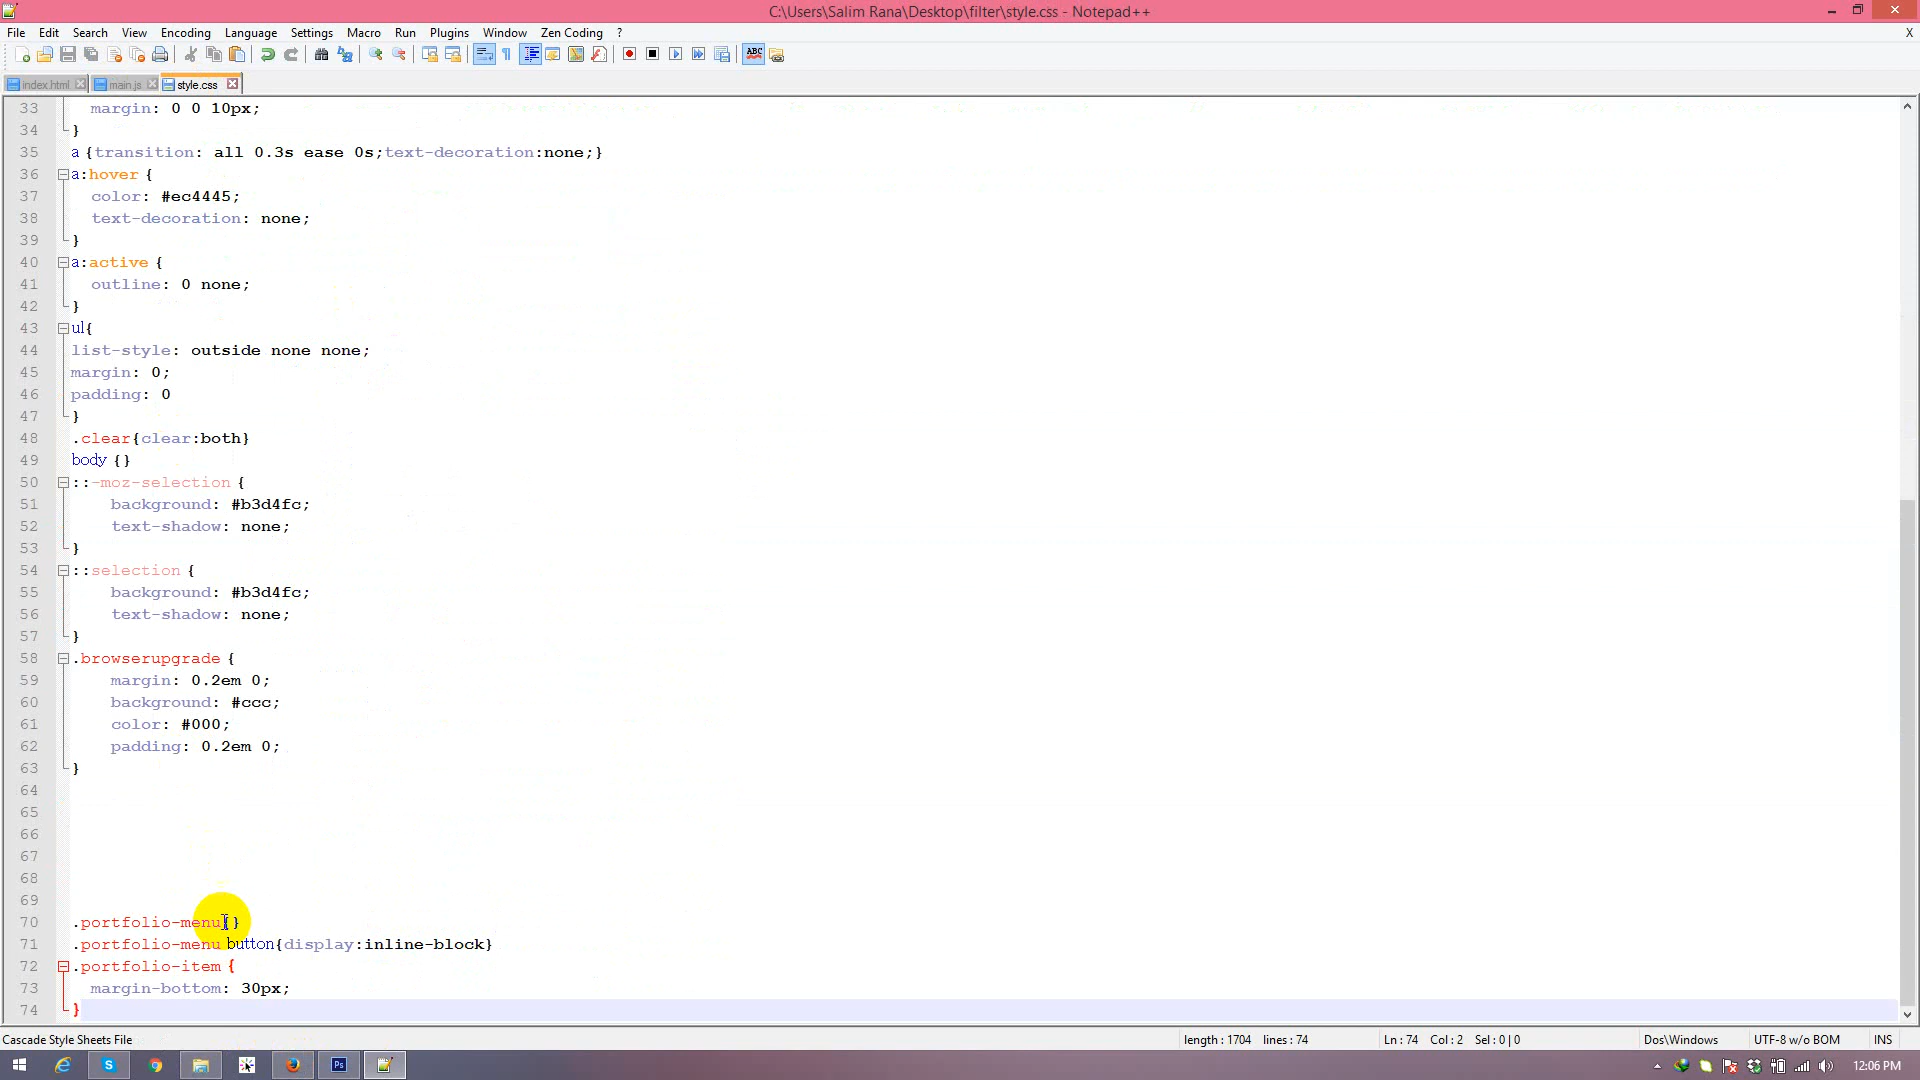 C:\Users\Salim Rana\Desktop\filter\style.css - Notepad++
File Edit Search View Encoding Language Settings Macro Run Plugins Window Zen Coding ? X
index.html main.js style.css
33 margin: 0 0 10px;
34 }
35 a {transition: all 0.3s ease 0s;text-decoration:none;}
36 a:hover {
37 color: #ec4445;
38 text-decoration: none;
39 }
40 a:active {
41 outline: 0 none;
42 }
43 ul{
44 list-style: outside none none;
45 margin: 0;
46 padding: 0
47 }
48 .clear{clear:both}
49 body {}
50 ::-moz-selection {
51 background: #b3d4fc;
52 text-shadow: none;
53 }
54 ::selection {
55 background: #b3d4fc;
56 text-shadow: none;
57 }
58 .browserupgrade {
59 margin: 0.2em 0;
60 background: #ccc;
61 color: #000;
62 padding: 0.2em 0;
63 }
64
65
66
67
68
69
70 .portfolio-menu{}
71 .portfolio-menu button{display:inline-block}
72 .portfolio-item {
73 margin-bottom: 30px;
74 }
Cascade Style Sheets File length : 1704 lines : 74 Ln : 74 Col : 2 Sel : 0 | 0 Dos\Windows UTF-8 w/o BOM INS
12:06 PM